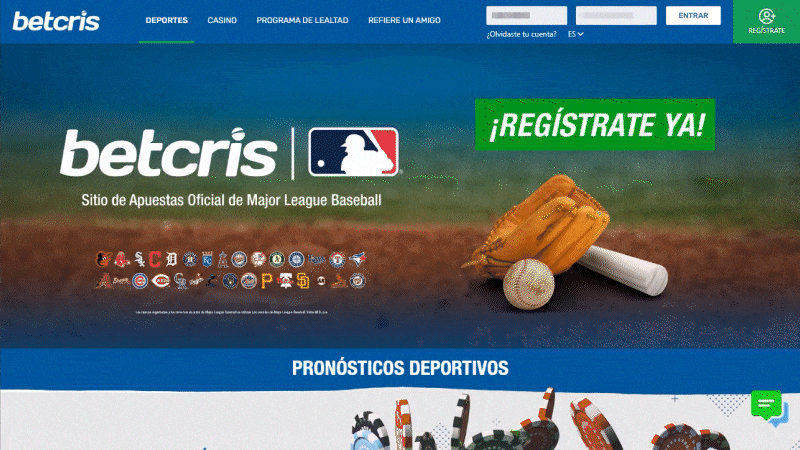 betcris
DEPORTES
CASINO
PROGRAMA DE LEALTAD
REFIERE UN AMIGO
ENTRAR
¿Olvidaste tu cuenta?
ES
REGÍSTRATE
¡REGÍSTRATE YA!
betcris
Sitio de Apuestas Oficial de Major League Baseball
PRONÓSTICOS DEPORTIVOS